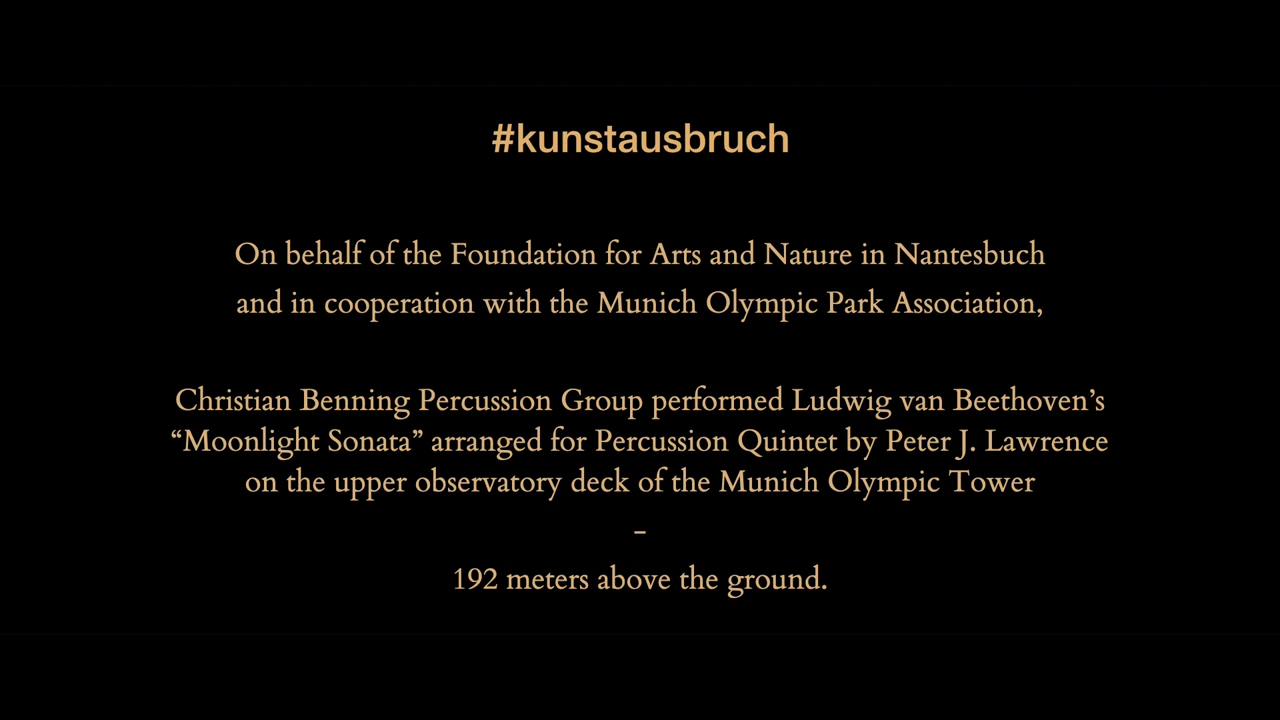 #kunstausbruch
On behalf of the Foundation for Arts and Nature in Nantesbuch
and in cooperation with the Munich Olympic Park Association,
Christian Benning Percussion Group performed Ludwig van Beethoven’s
“Moonlight Sonata” arranged for Percussion Quintet by Peter J. Lawrence
on the upper observatory deck of the Munich Olympic Tower
–
192 meters above the ground.